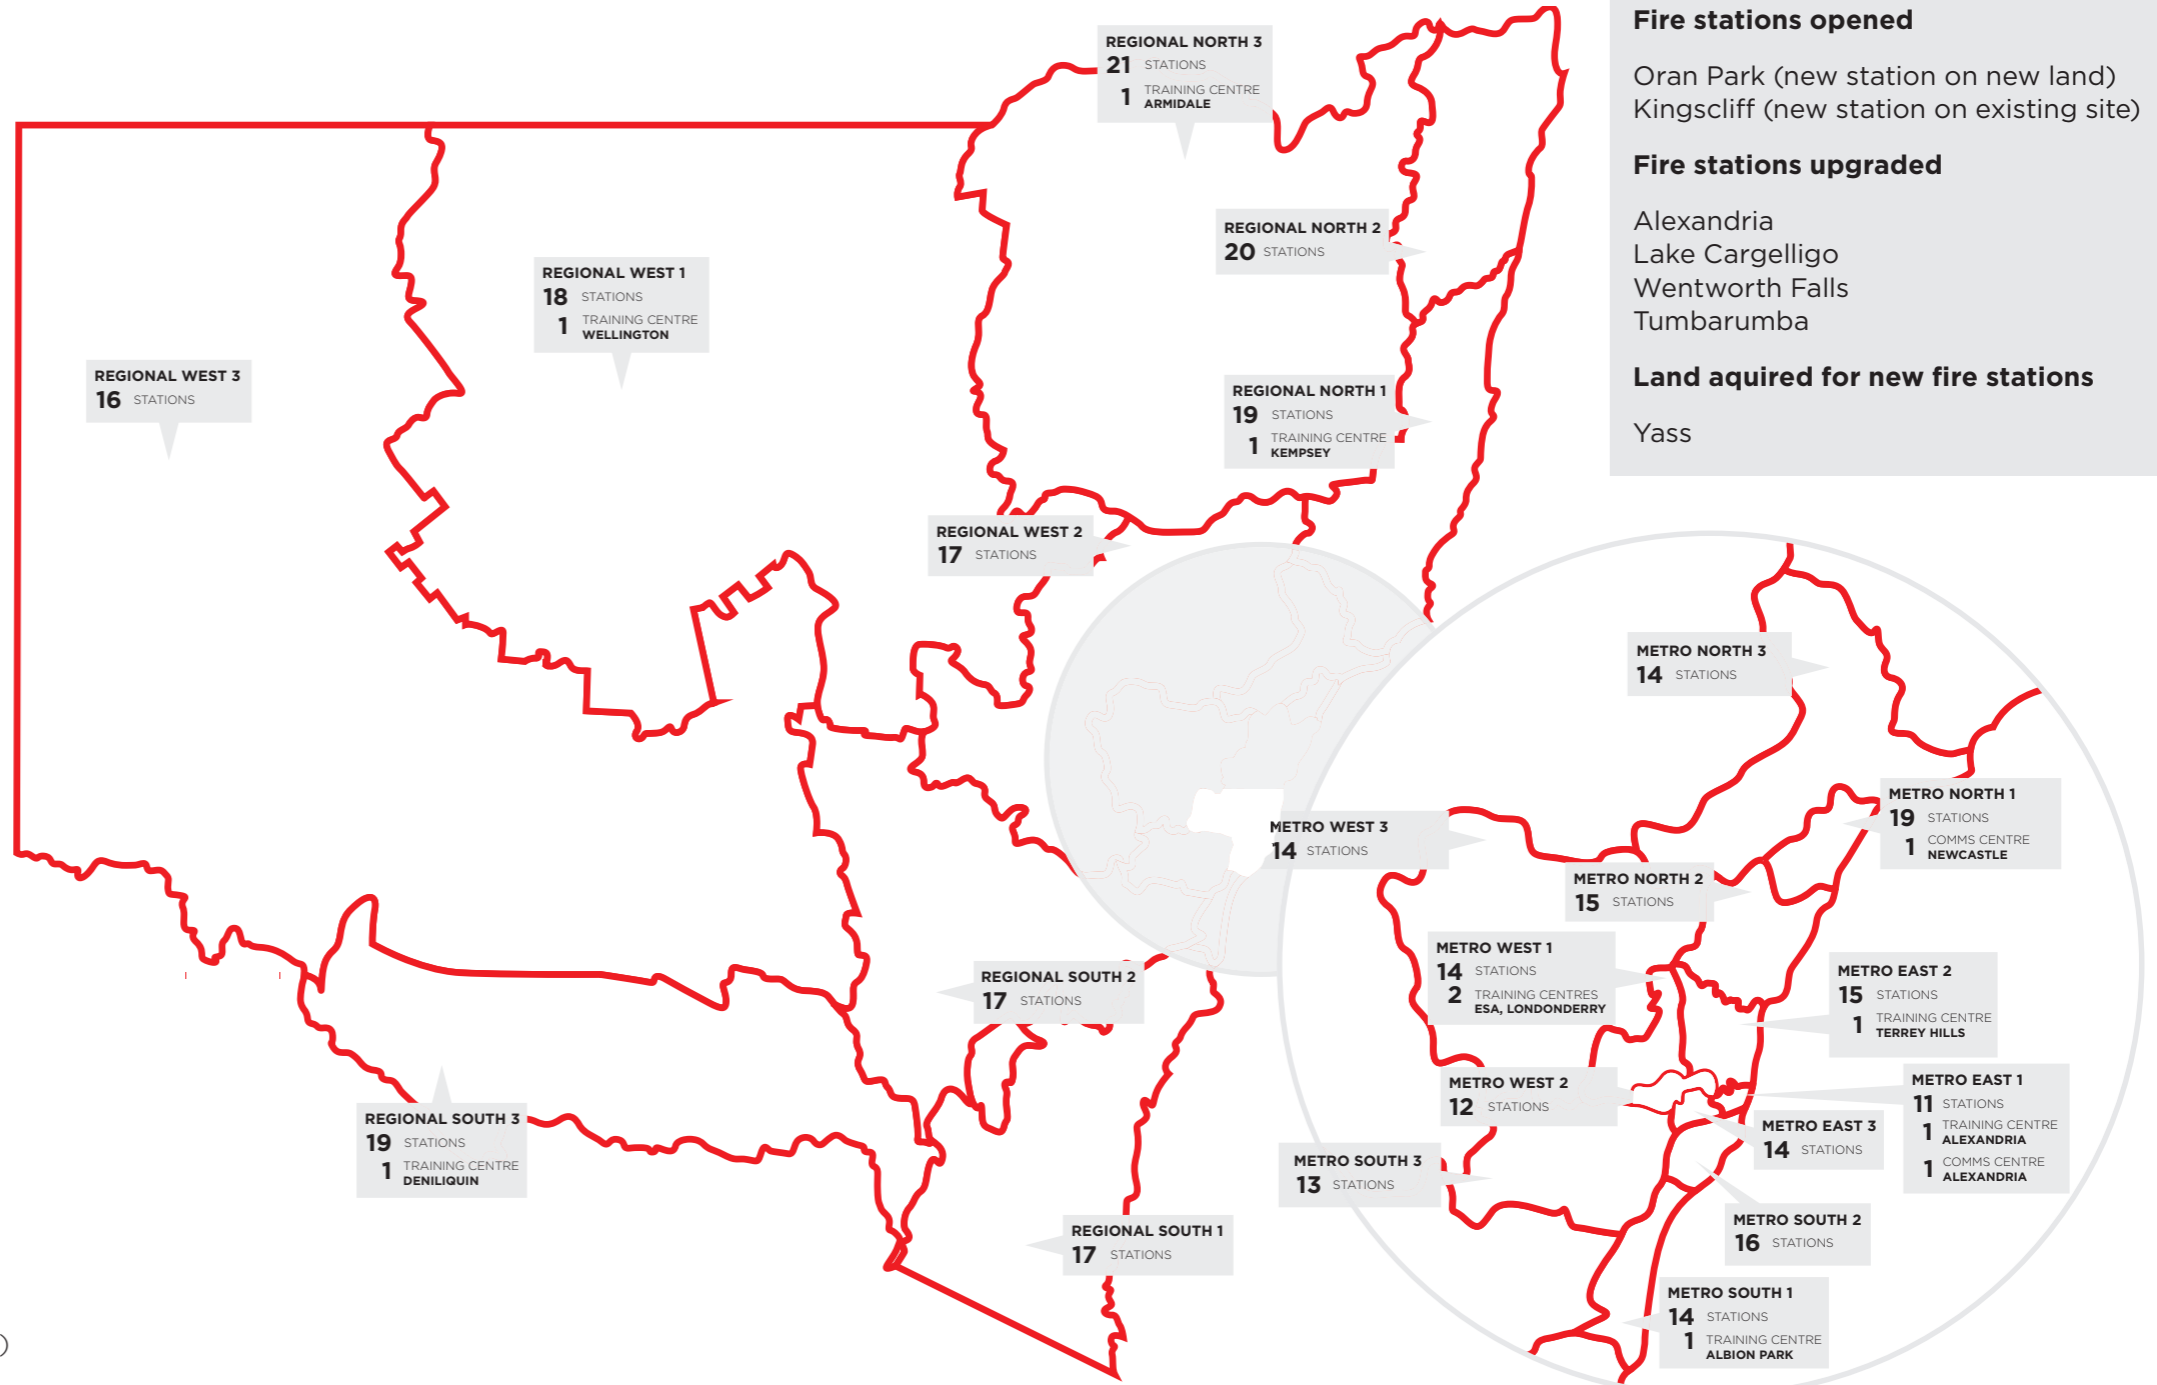 REGIONAL NORTH 3
21 STATIONS
1 TRAINING CENTRE
ARMIDALE
REGIONAL NORTH 2
20 STATIONS
REGIONAL WEST 1
18 STATIONS
1 TRAINING CENTRE
WELLINGTON
REGIONAL WEST 3
16 STATIONS
REGIONAL NORTH 1
19 STATIONS
1 TRAINING CENTRE
KEMPSEY
REGIONAL WEST 2
17 STATIONS
REGIONAL SOUTH 2
17 STATIONS
REGIONAL SOUTH 3
19 STATIONS
1 TRAINING CENTRE
DENILIQUIN
REGIONAL SOUTH 1
17 STATIONS
Fire stations opened
Oran Park (new station on new land)
Kingscliff (new station on existing site)
Fire stations upgraded
Alexandria
Lake Cargelligo
Wentworth Falls
Tumbarumba
Land aquired for new fire stations
Yass
METRO NORTH 3
14 STATIONS
METRO NORTH 1
19 STATIONS
1 COMMS CENTRE
NEWCASTLE
METRO WEST 3
14 STATIONS
METRO NORTH 2
15 STATIONS
METRO WEST 1
14 STATIONS
2 TRAINING CENTRES
ESA, LONDONDERRY
METRO EAST 2
15 STATIONS
1 TRAINING CENTRE
TERREY HILLS
METRO WEST 2
12 STATIONS
METRO EAST 1
11 STATIONS
1 TRAINING CENTRE
ALEXANDRIA
1 COMMS CENTRE
ALEXANDRIA
METRO EAST 3
14 STATIONS
METRO SOUTH 3
13 STATIONS
METRO SOUTH 2
16 STATIONS
METRO SOUTH 1
14 STATIONS
1 TRAINING CENTRE
ALBION PARK